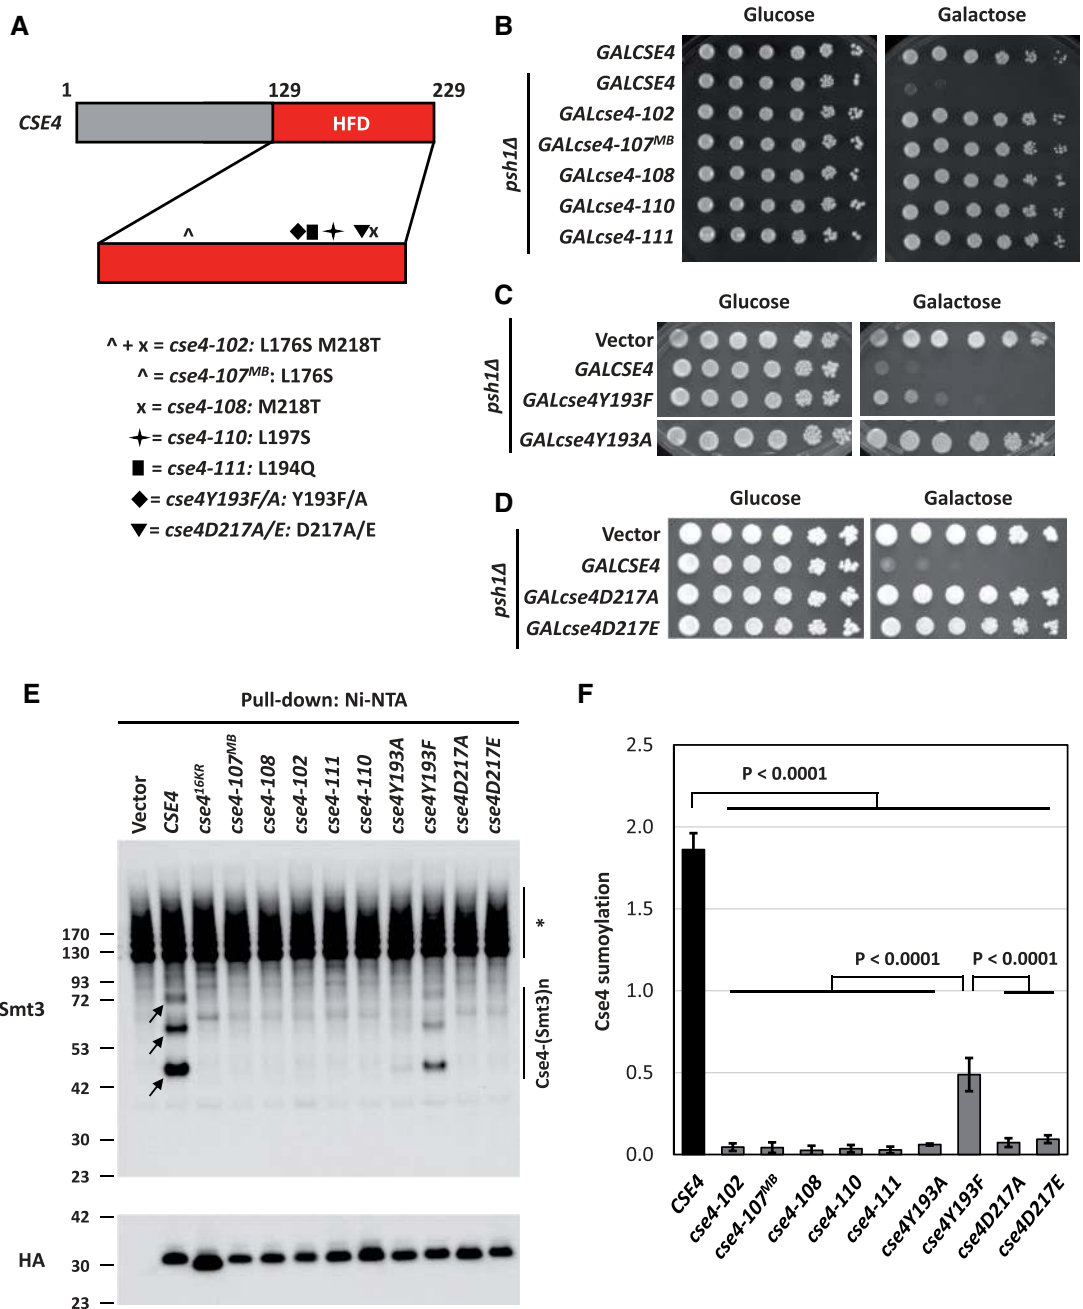 A
1 129 229
CSE4 HFD
^ x
^ + x = cse4-102: L176S M218T
^ = cse4-107MB: L176S
x = cse4-108: M218T
= cse4-110: L197S
= cse4-111: L194Q
= cse4Y193F/A: Y193F/A
= cse4D217A/E: D217A/E
B
Glucose Galactose
GALCSE4
psh1Δ
GALCSE4
GALcse4-102
GALcse4-107MB
GALcse4-108
GALcse4-110
GALcse4-111
C
Glucose Galactose
psh1Δ
Vector
GALCSE4
GALcse4Y193F
GALcse4Y193A
D
Glucose Galactose
psh1Δ
Vector
GALCSE4
GALcse4D217A
GALcse4D217E
E
Pull-down: Ni-NTA
Vector
CSE4
cse416KR
cse4-107MB
cse4-108
cse4-102
cse4-111
cse4-110
cse4Y193A
cse4Y193F
cse4D217A
cse4D217E
Smt3
170
130
93
72
53
42
30
23
*
Cse4-(Smt3)n
HA
42
30
23
F
Cse4 sumoylation
2.5
2.0
1.5
1.0
0.5
0.0
P < 0.0001
P < 0.0001 P < 0.0001
CSE4
cse4-102
cse4-107MB
cse4-108
cse4-110
cse4-111
cse4Y193A
cse4Y193F
cse4D217A
cse4D217E